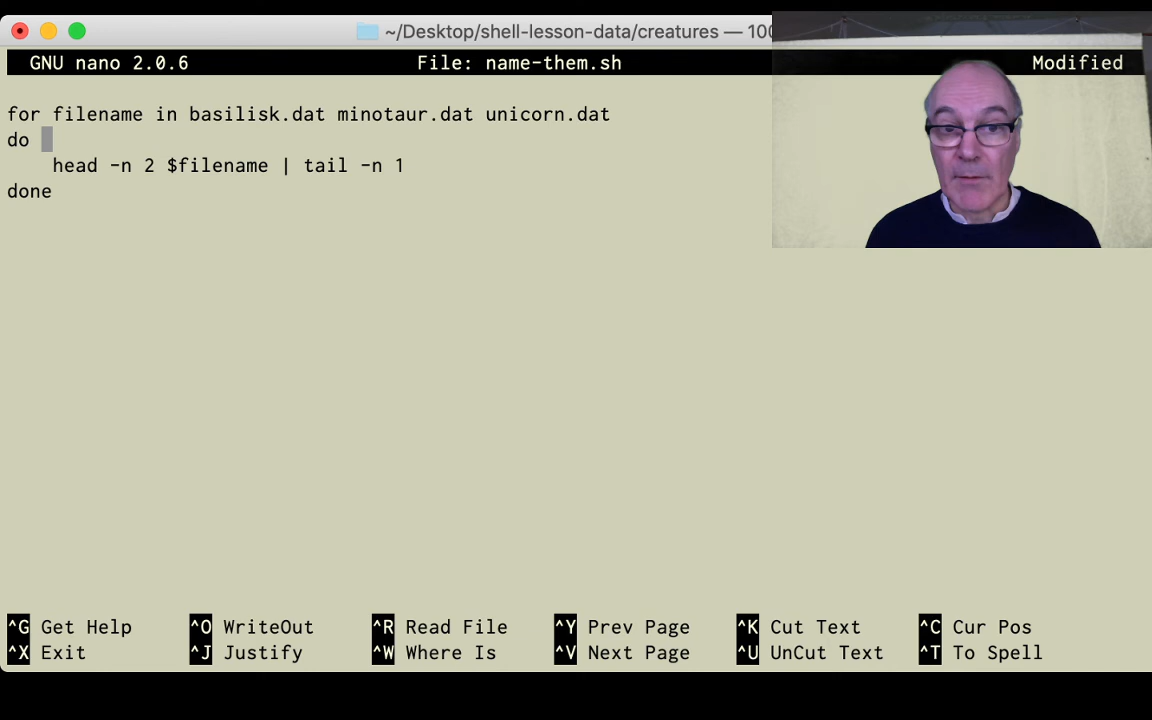 ~/Desktop/shell-lesson-data/creatures — 100
GNU nano 2.0.6 File: name-them.sh Modified
for filename in basilisk.dat minotaur.dat unicorn.dat
do
head -n 2 $filename | tail -n 1
done
^G Get Help ^O WriteOut ^R Read File ^Y Prev Page ^K Cut Text ^C Cur Pos
^X Exit ^J Justify ^W Where Is ^V Next Page ^U UnCut Text ^T To Spell